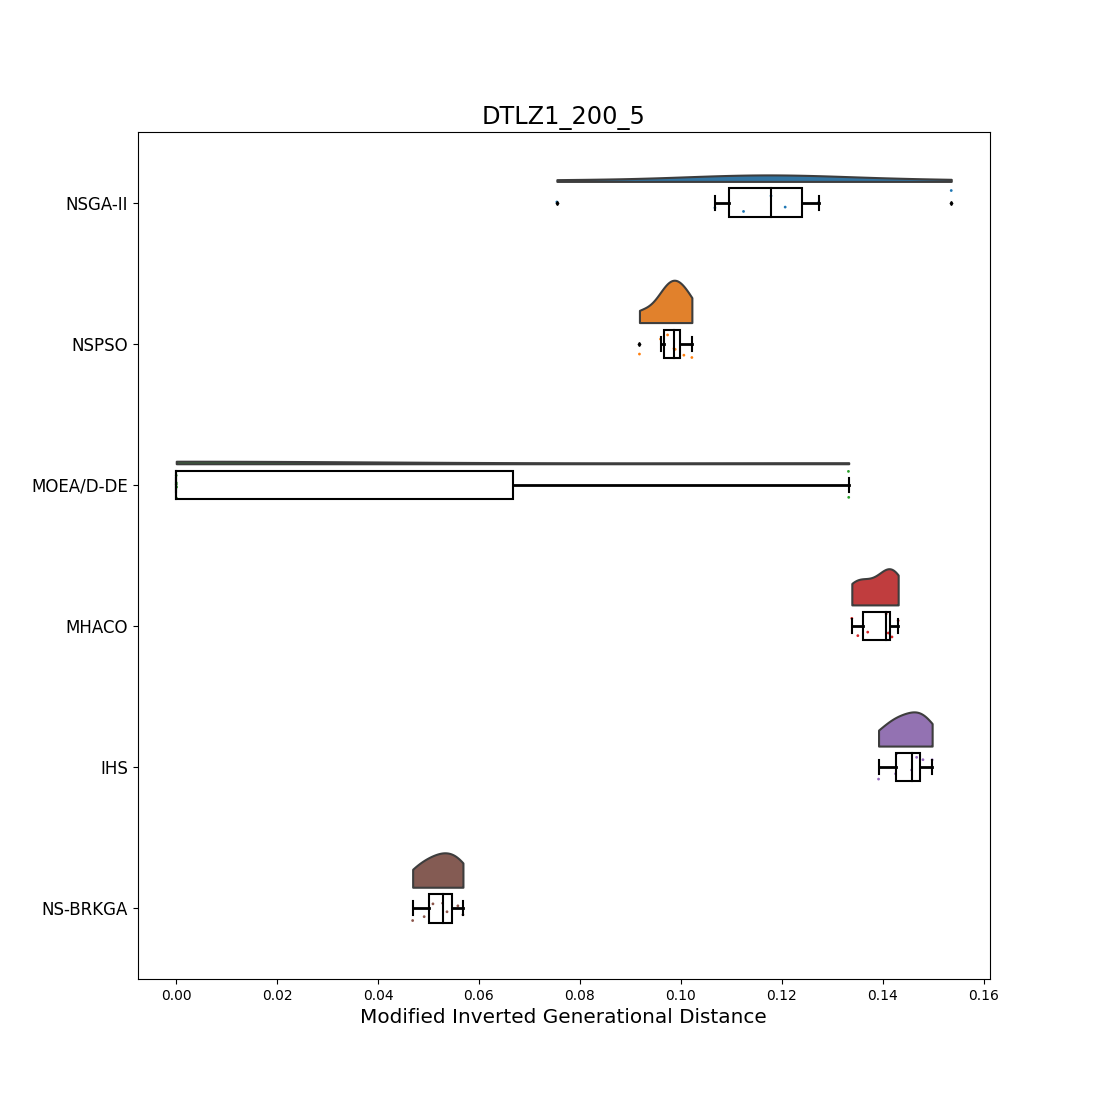 DTLZ1_200_5
NSGA-II
NSPSO
MOEA/D-DE
MHACO
IHS
NS-BRKGA
0.00 0.02 0.04 0.06 0.08 0.10 0.12 0.14 0.16
Modified Inverted Generational Distance